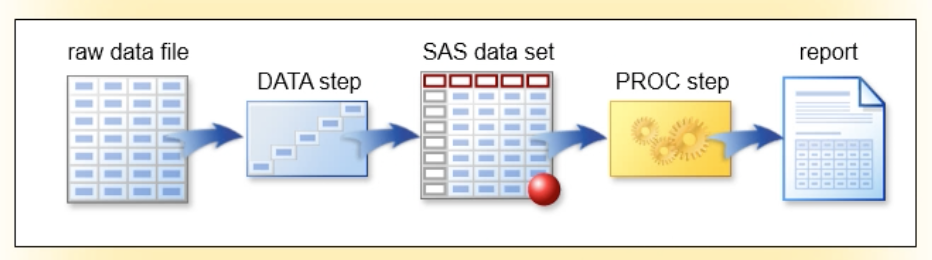 raw data file
DATA step
SAS data set
PROC step
report